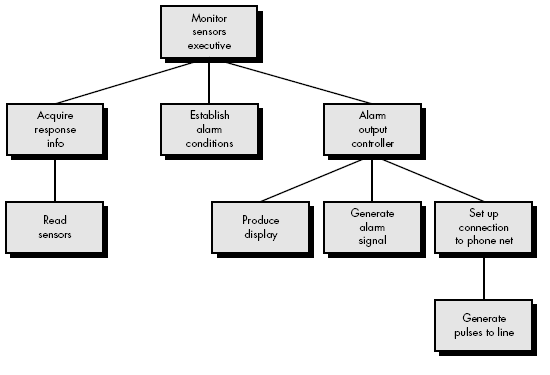 Monitor
sensors
executive
Acquire
response
info
Establish
alarm
conditions
Alarm
output
controller
Read
sensors
Produce
display
Generate
alarm
signal
Set up
connection
to phone net
Generate
pulses to line